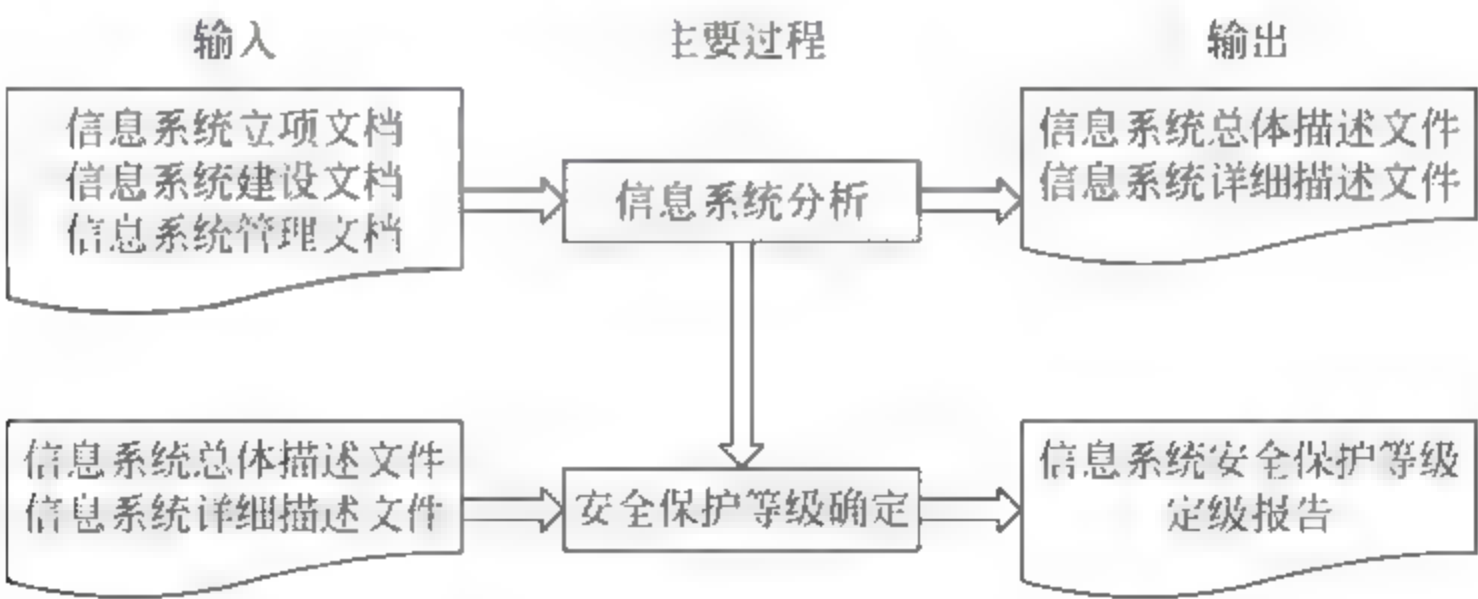 输入
主要过程
输出
信息系统立项文档
信息系统建设文档
信息系统管理文档
信息系统分析
信息系统总体描述文件
信息系统详细描述文件
信息系统总体描述文件
信息系统详细描述文件
安全保护等级确定
信息系统安全保护等级
定级报告